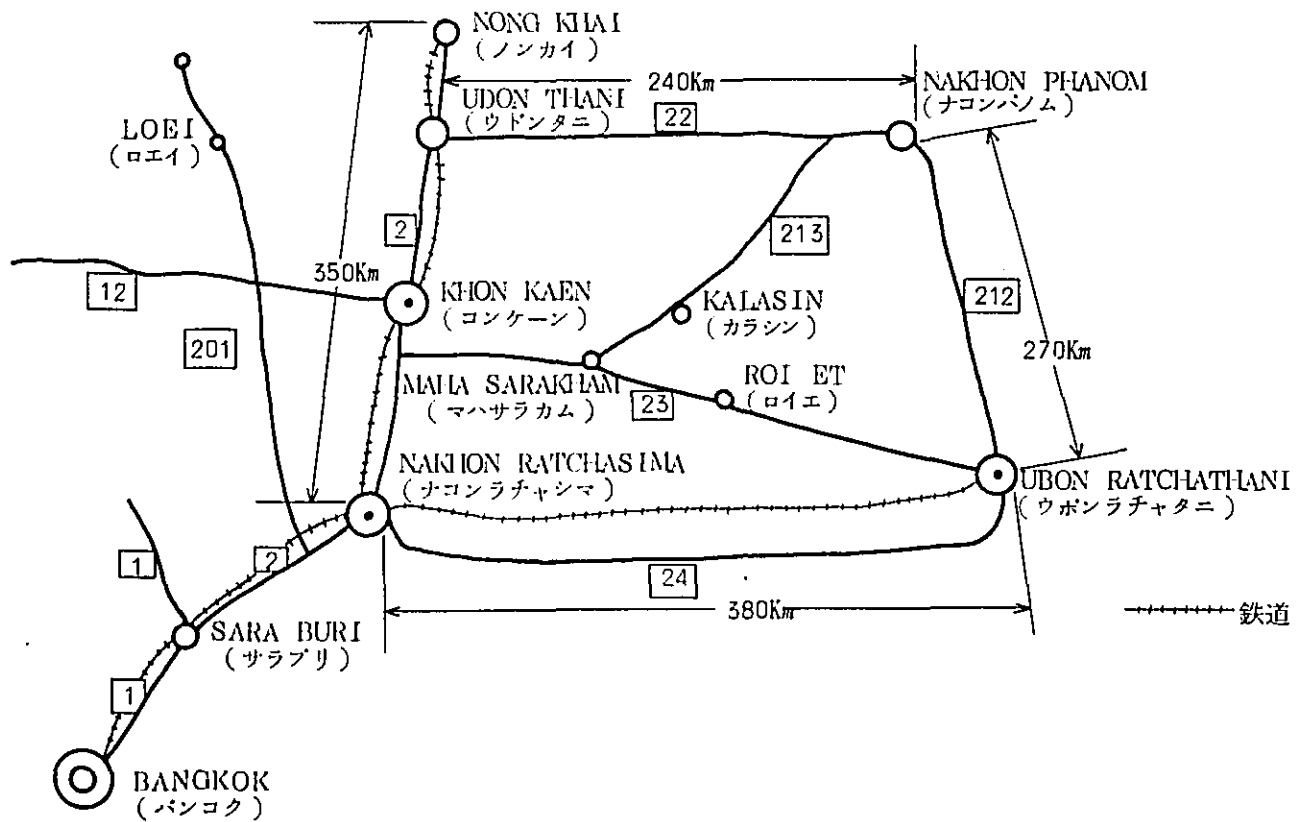 NONG KHAI
(ノンカイ)
240Km
NAKHON PHANOM
(ナコンパノム)
UDON THANI
(ウドンタニ)
22
LOEI
(ロエイ)
2
213
350Km
12
KHON KAEN
(コンケーン)
KALASIN
(カラシン)
212
201
270Km
MAHA SARAKHAM
(マハサラカム)
23
ROI ET
(ロイエ)
NAKHON RATCHASIMA
(ナコンラチャシマ)
UBON RATCHATHANI
(ウボンラチャタニ)
1
2
24
380Km
鉄道
SARA BURI
(サラブリ)
1
BANGKOK
(バンコク)